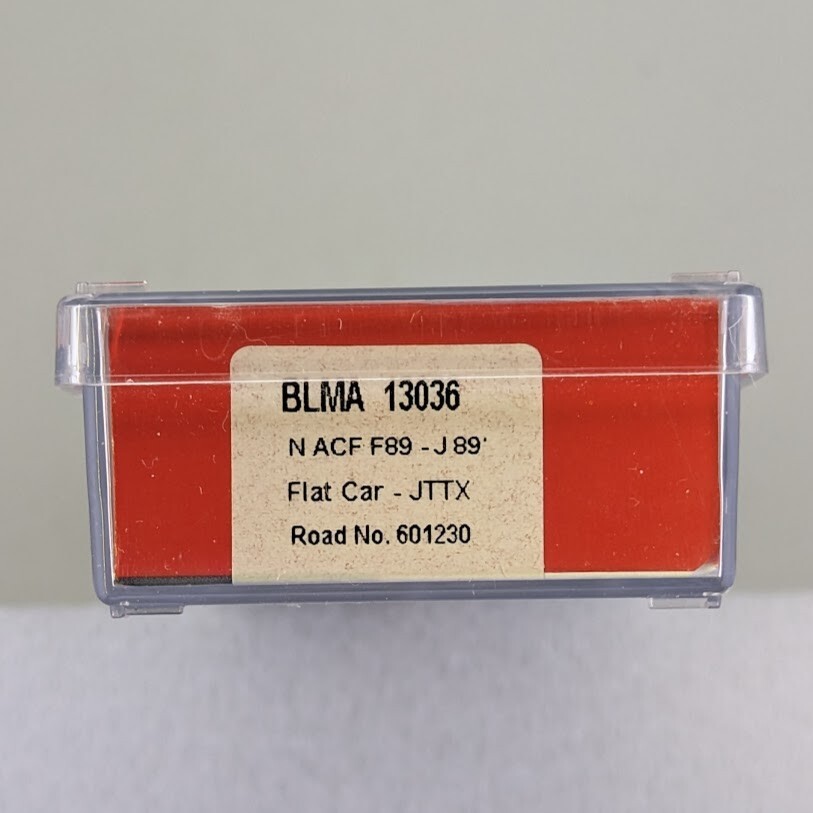 BLMA 13036
N ACF F89 - J 89'
Flat Car - JTTX
Road No. 601230